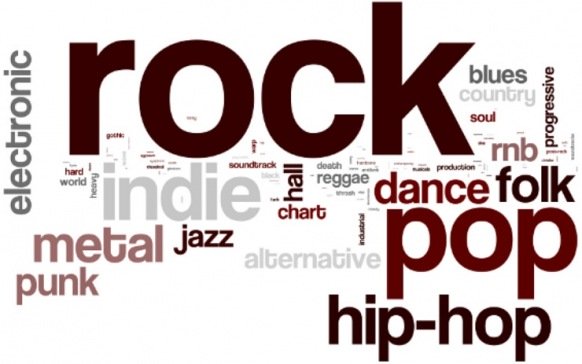 rock
electronic
blues
country
progressive
soul
gothic
rnb
hard
world
heavy
indie
soundtrack
black
hall
death
reggae
thrash
production
dance
folk
chart
industrial
metal
jazz
pop
alternative
punk
hip-hop